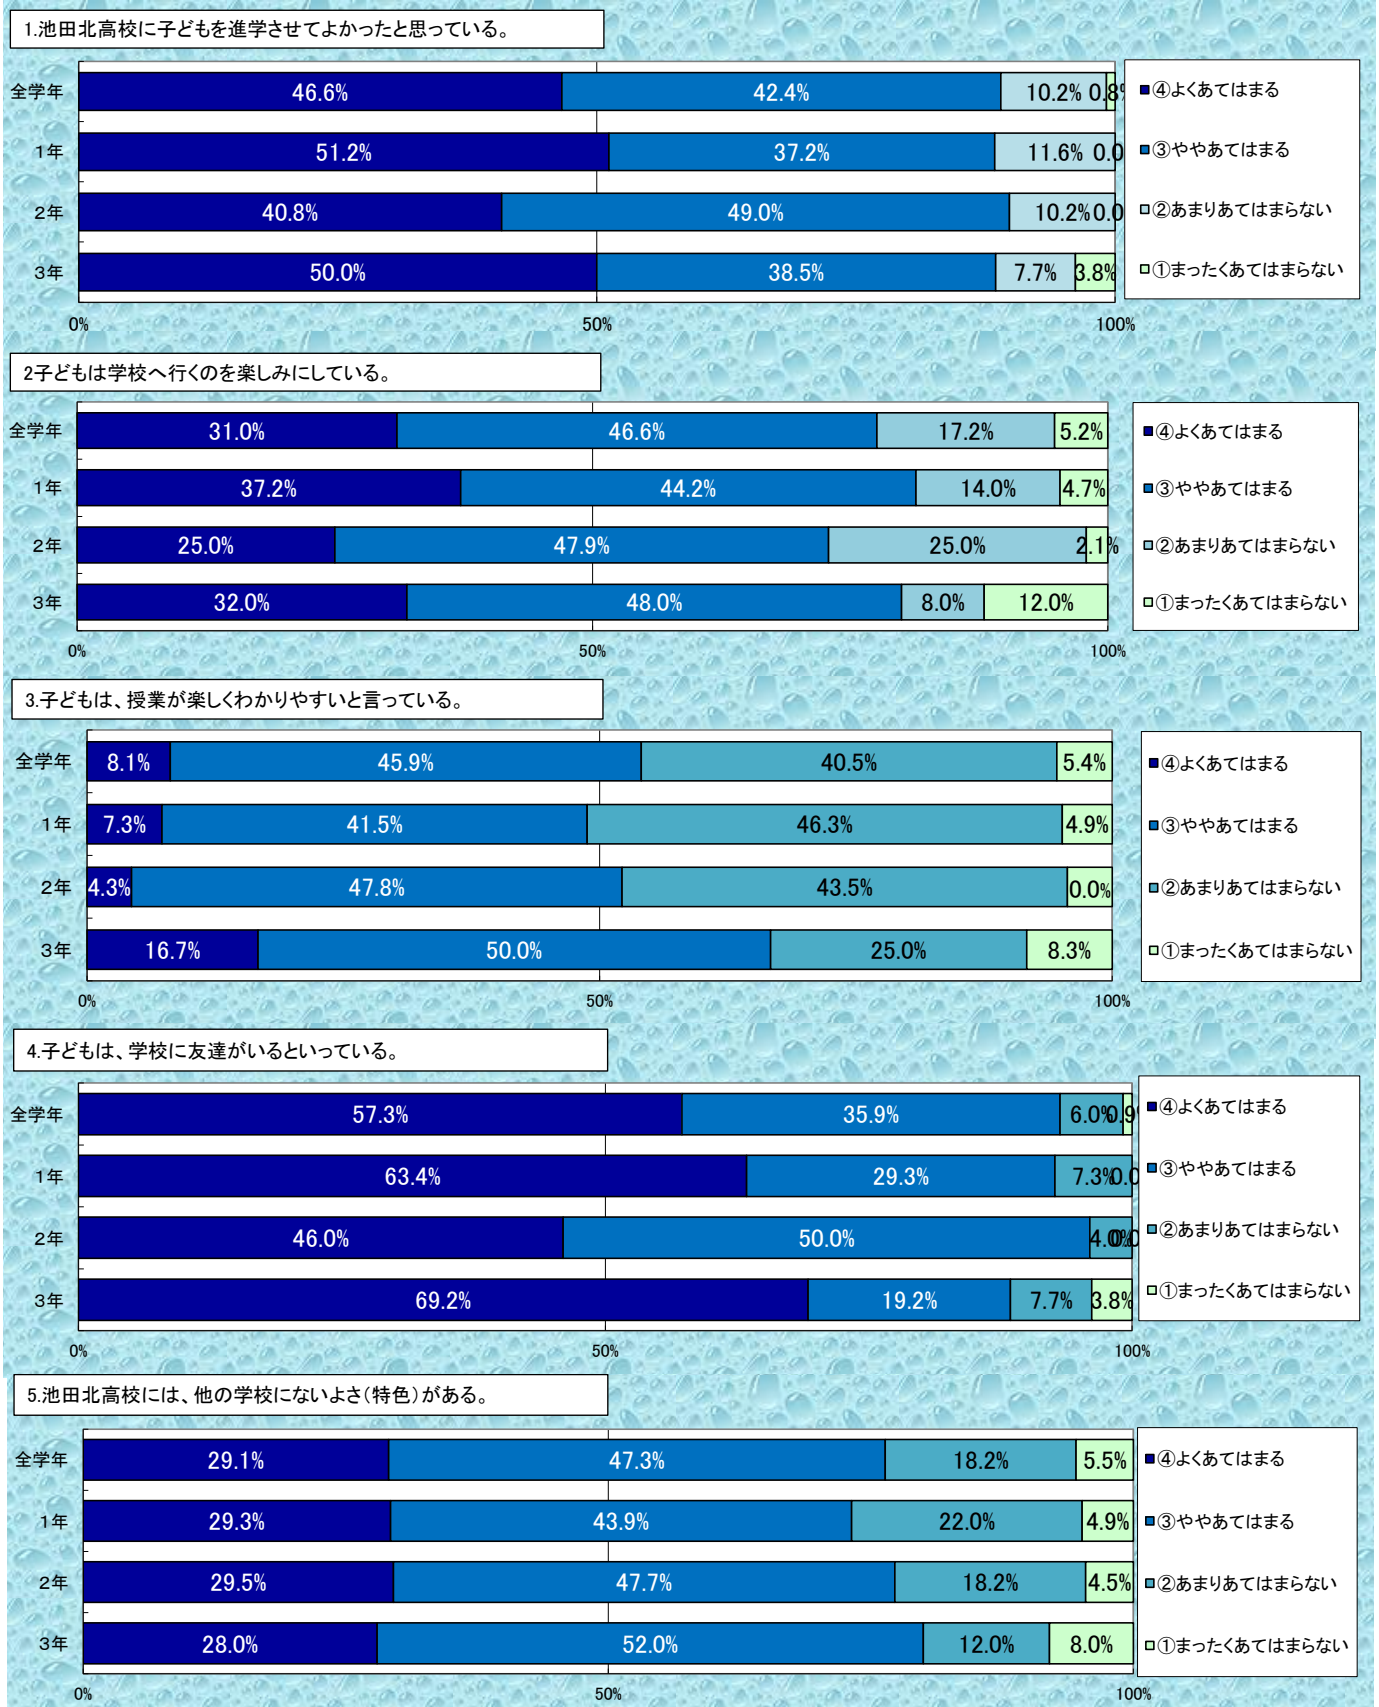 1.池田北高校に子どもを進学させてよかったと思っている。
全学年 46.6% 42.4% 10.2% 0.8% ■④よくあてはまる
1年 51.2% 37.2% 11.6% 0.0 ■③ややあてはまる
2年 40.8% 49.0% 10.2% 0.0 □②あまりあてはまらない
3年 50.0% 38.5% 7.7% 3.8% □①まったくあてはまらない
0% 50% 100%
2子どもは学校へ行くのを楽しみにしている。
全学年 31.0% 46.6% 17.2% 5.2% ■④よくあてはまる
1年 37.2% 44.2% 14.0% 4.7% ■③ややあてはまる
2年 25.0% 47.9% 25.0% 2.1% □②あまりあてはまらない
3年 32.0% 48.0% 8.0% 12.0% □①まったくあてはまらない
0% 50% 100%
3.子どもは、授業が楽しくわかりやすいと言っている。
全学年 8.1% 45.9% 40.5% 5.4% ■④よくあてはまる
1年 7.3% 41.5% 46.3% 4.9% ■③ややあてはまる
2年 4.3% 47.8% 43.5% 0.0% ■②あまりあてはまらない
3年 16.7% 50.0% 25.0% 8.3% □①まったくあてはまらない
0% 50% 100%
4.子どもは、学校に友達がいるといっている。
全学年 57.3% 35.9% 6.0% 0.9% ■④よくあてはまる
1年 63.4% 29.3% 7.3% 0.0 ■③ややあてはまる
2年 46.0% 50.0% 4.0% 0.0 ■②あまりあてはまらない
3年 69.2% 19.2% 7.7% 3.8% □①まったくあてはまらない
0% 50% 100%
5.池田北高校には、他の学校にないよさ(特色)がある。
全学年 29.1% 47.3% 18.2% 5.5% ■④よくあてはまる
1年 29.3% 43.9% 22.0% 4.9% ■③ややあてはまる
2年 29.5% 47.7% 18.2% 4.5% ■②あまりあてはまらない
3年 28.0% 52.0% 12.0% 8.0% □①まったくあてはまらない
0% 50% 100%